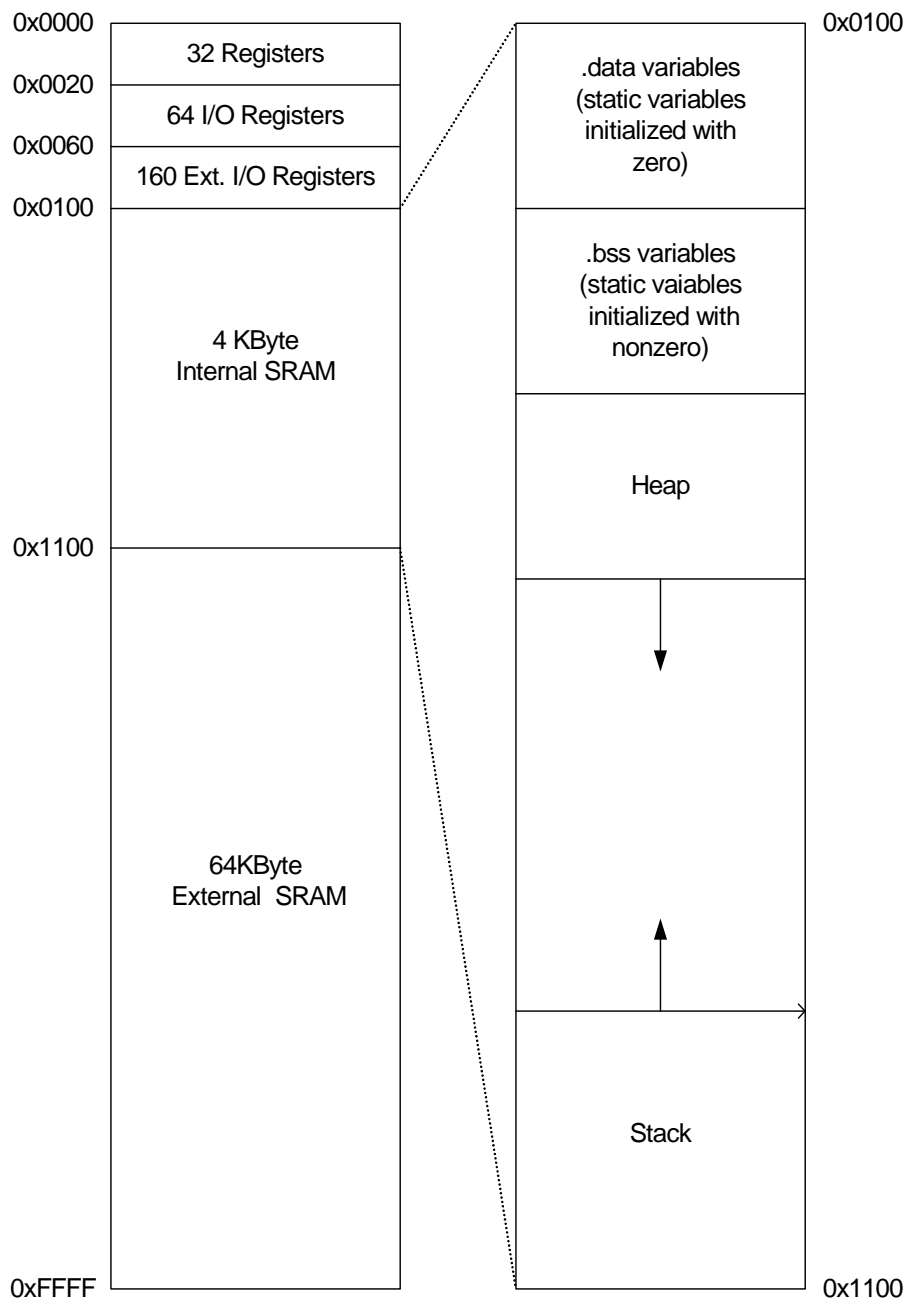 0x0000
32 Registers
0x0020
64 I/O Registers
0x0060
160 Ext. I/O Registers
0x0100
4 KByte
Internal SRAM
0x1100
64KByte
External SRAM
0xFFFF
0x0100
.data variables
(static variables
initialized with
zero)
.bss variables
(static vaiables
initialized with
nonzero)
Heap
Stack
0x1100